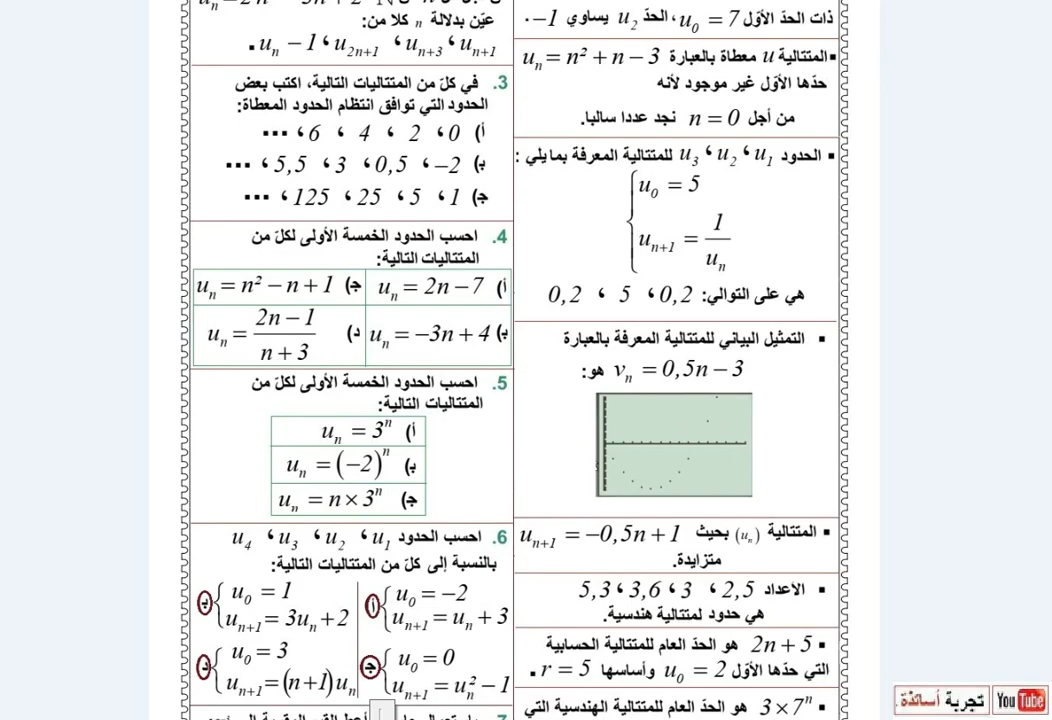 ذات الحدّ الأوّل u₀ = 7، الحدّ u₂ يساوي −1.
▪ المتتالية u معطاة بالعبارة uₙ = n² + n − 3
حدّها الأوّل غير موجود لأنه
من أجل n = 0 نجد عددا سالبا.
▪ الحدود u₁، u₂، u₃ للمتتالية المعرفة بمايلي :
u₀ = 5
uₙ₊₁ = 1/uₙ
هي على التوالي: 0,2، 5، 0,2
▪ التمثيل البياني للمتتالية المعرفة بالعبارة
vₙ = 0,5n − 3 هو:
▪ المتتالية (uₙ) بحيث uₙ₊₁ = −0,5n + 1
متزايدة.
▪ الأعداد 2,5، 3، 3,6، 5,3
هي حدود لمتتالية هندسية.
▪ 2n + 5 هو الحدّ العام للمتتالية الحسابية
التي حدّها الأوّل u₀ = 2 وأساسها r = 5.
▪ 3 × 7ⁿ هو الحدّ العام للمتتالية الهندسية التي
عيّن بدلالة n كلا من:
uₙ₊₁، uₙ₊₃، u₂ₙ₊₁، uₙ − 1.
3. في كلّ من المتتاليات التالية، اكتب بعض
الحدود التي توافق انتظام الحدود المعطاة:
أ) 0، 2، 4، 6، ...
ب) −2، 0,5، 3، 5,5، ...
ج) 1، 5، 25، 125، ...
4. احسب الحدود الخمسة الأولى لكلّ من
المتتاليات التالية:
أ) uₙ = 2n − 7 ج) uₙ = n² − n + 1
ب) uₙ = −3n + 4 د) uₙ = (2n − 1)/(n + 3)
5. احسب الحدود الخمسة الأولى لكلّ من
المتتاليات التالية:
أ) uₙ = 3ⁿ
ب) uₙ = (−2)ⁿ
ج) uₙ = n × 3ⁿ
6. احسب الحدود u₁، u₂، u₃، u₄
بالنسبة إلى كلّ من المتتاليات التالية:
أ) u₀ = −2 ب) u₀ = 1
uₙ₊₁ = uₙ + 3 uₙ₊₁ = 3uₙ + 2
ج) u₀ = 0 د) u₀ = 3
uₙ₊₁ = uₙ² − 1 uₙ₊₁ = (n+1)uₙ
تجربة أساتذة
YouTube